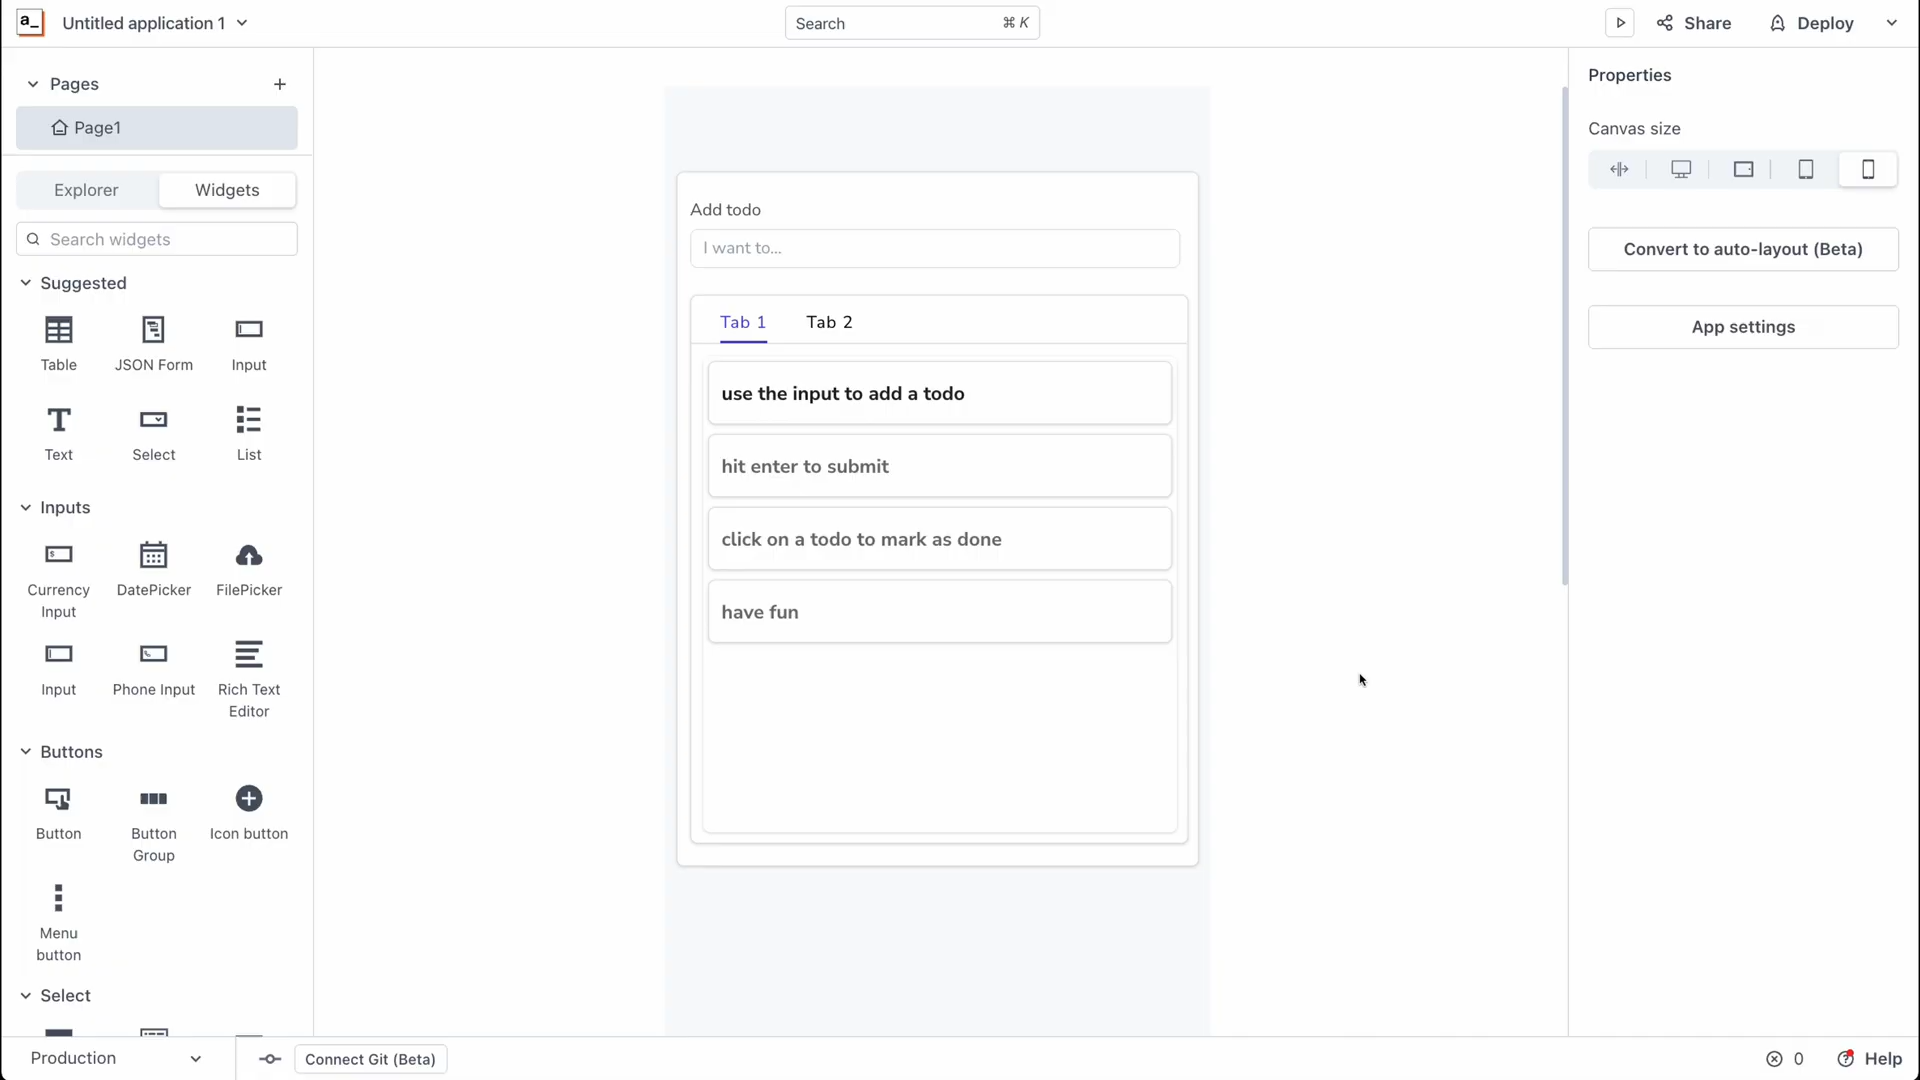 a_ Untitled application 1
Search ⌘ K
Share
Deploy
Pages
Page1
Explorer Widgets
Search widgets
Suggested
Table JSON Form Input
Text Select List
Inputs
Currency Input
DatePicker
FilePicker
Input
Phone Input
Rich Text Editor
Buttons
Button
Button Group
Icon button
Menu button
Select
Production
Connect Git (Beta)
Add todo
I want to...
Tab 1 Tab 2
use the input to add a todo
hit enter to submit
click on a todo to mark as done
have fun
Properties
Canvas size
Convert to auto-layout (Beta)
App settings
0
Help